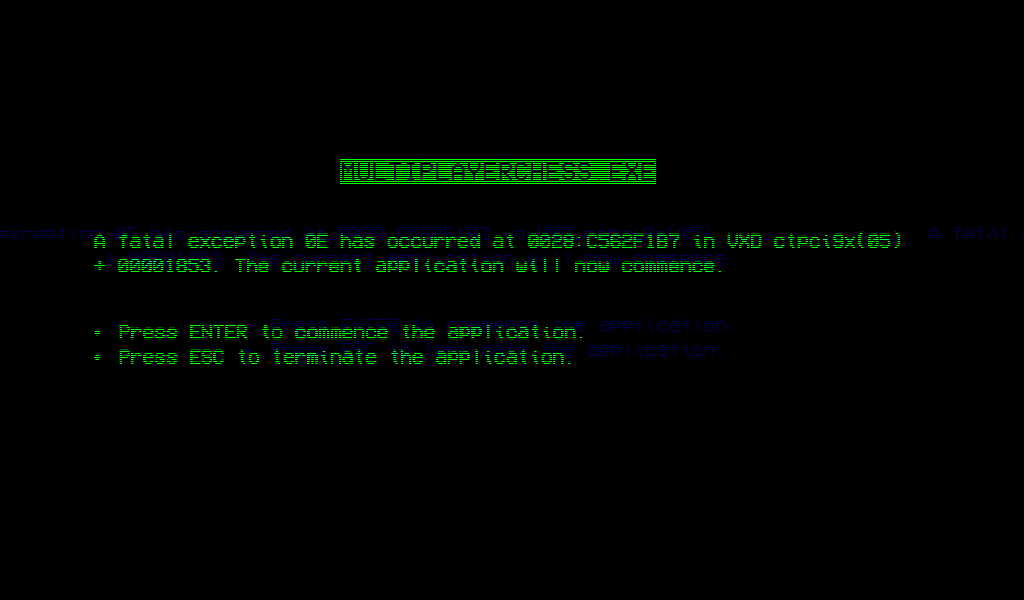 MULTIPLAYERCHESS.EXE
A fatal exception 0E has occurred at 0028:C562F1B7 in VXD ctpci9x(05)
+ 00001853. The current application will now commence.
• Press ENTER to commence the application.
• Press ESC to terminate the application.